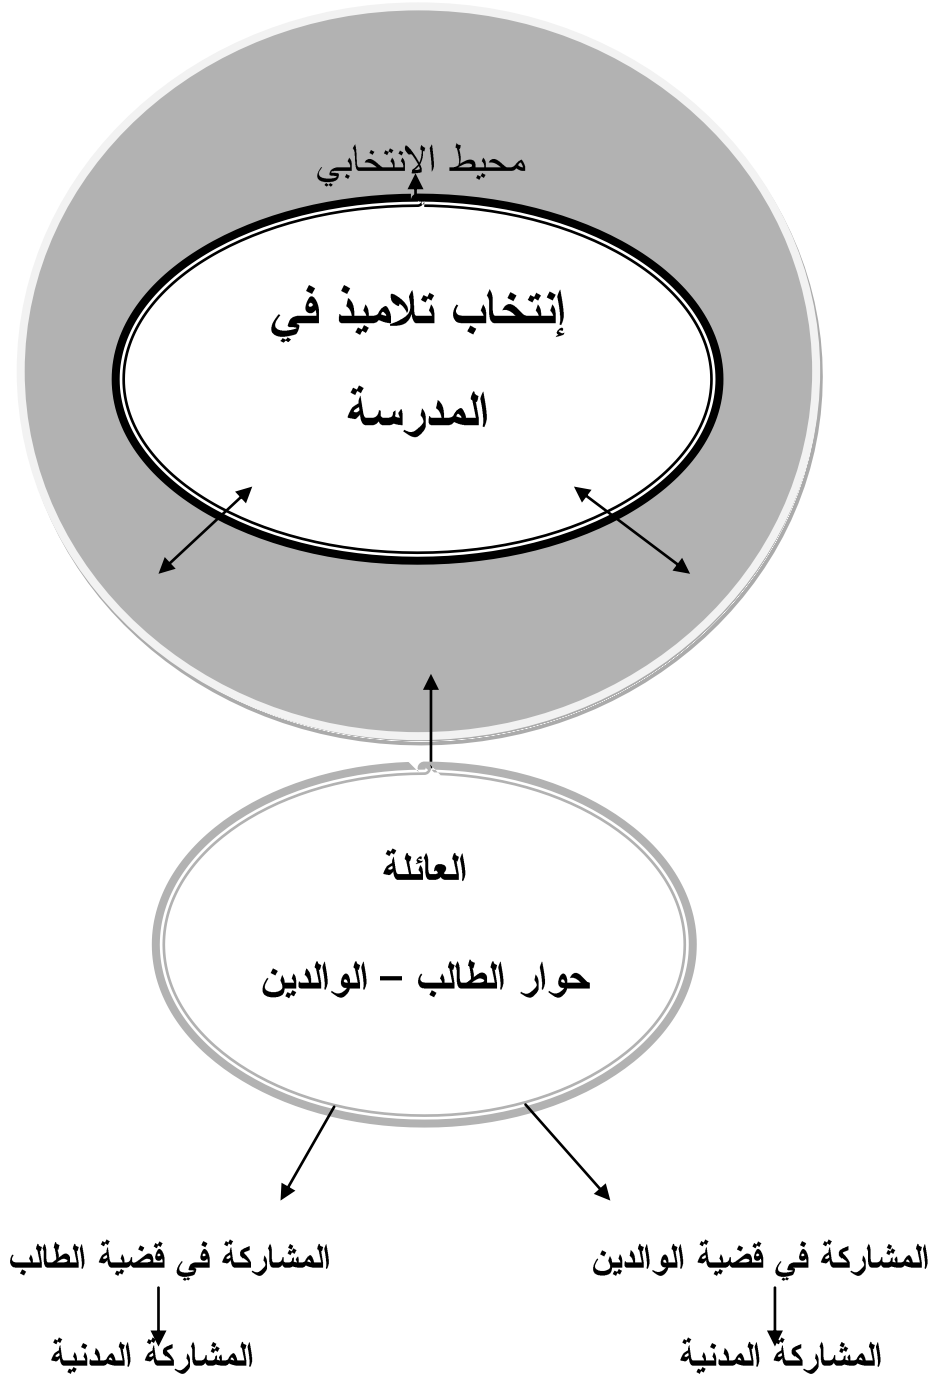 محيط الإنتخابي
إنتخاب تلاميذ في
المدرسة
العائلة
حوار الطالب – الوالدين
المشاركة في قضية الوالدين
المشاركة في قضية الطالب
المشاركة المدنية
المشاركة المدنية